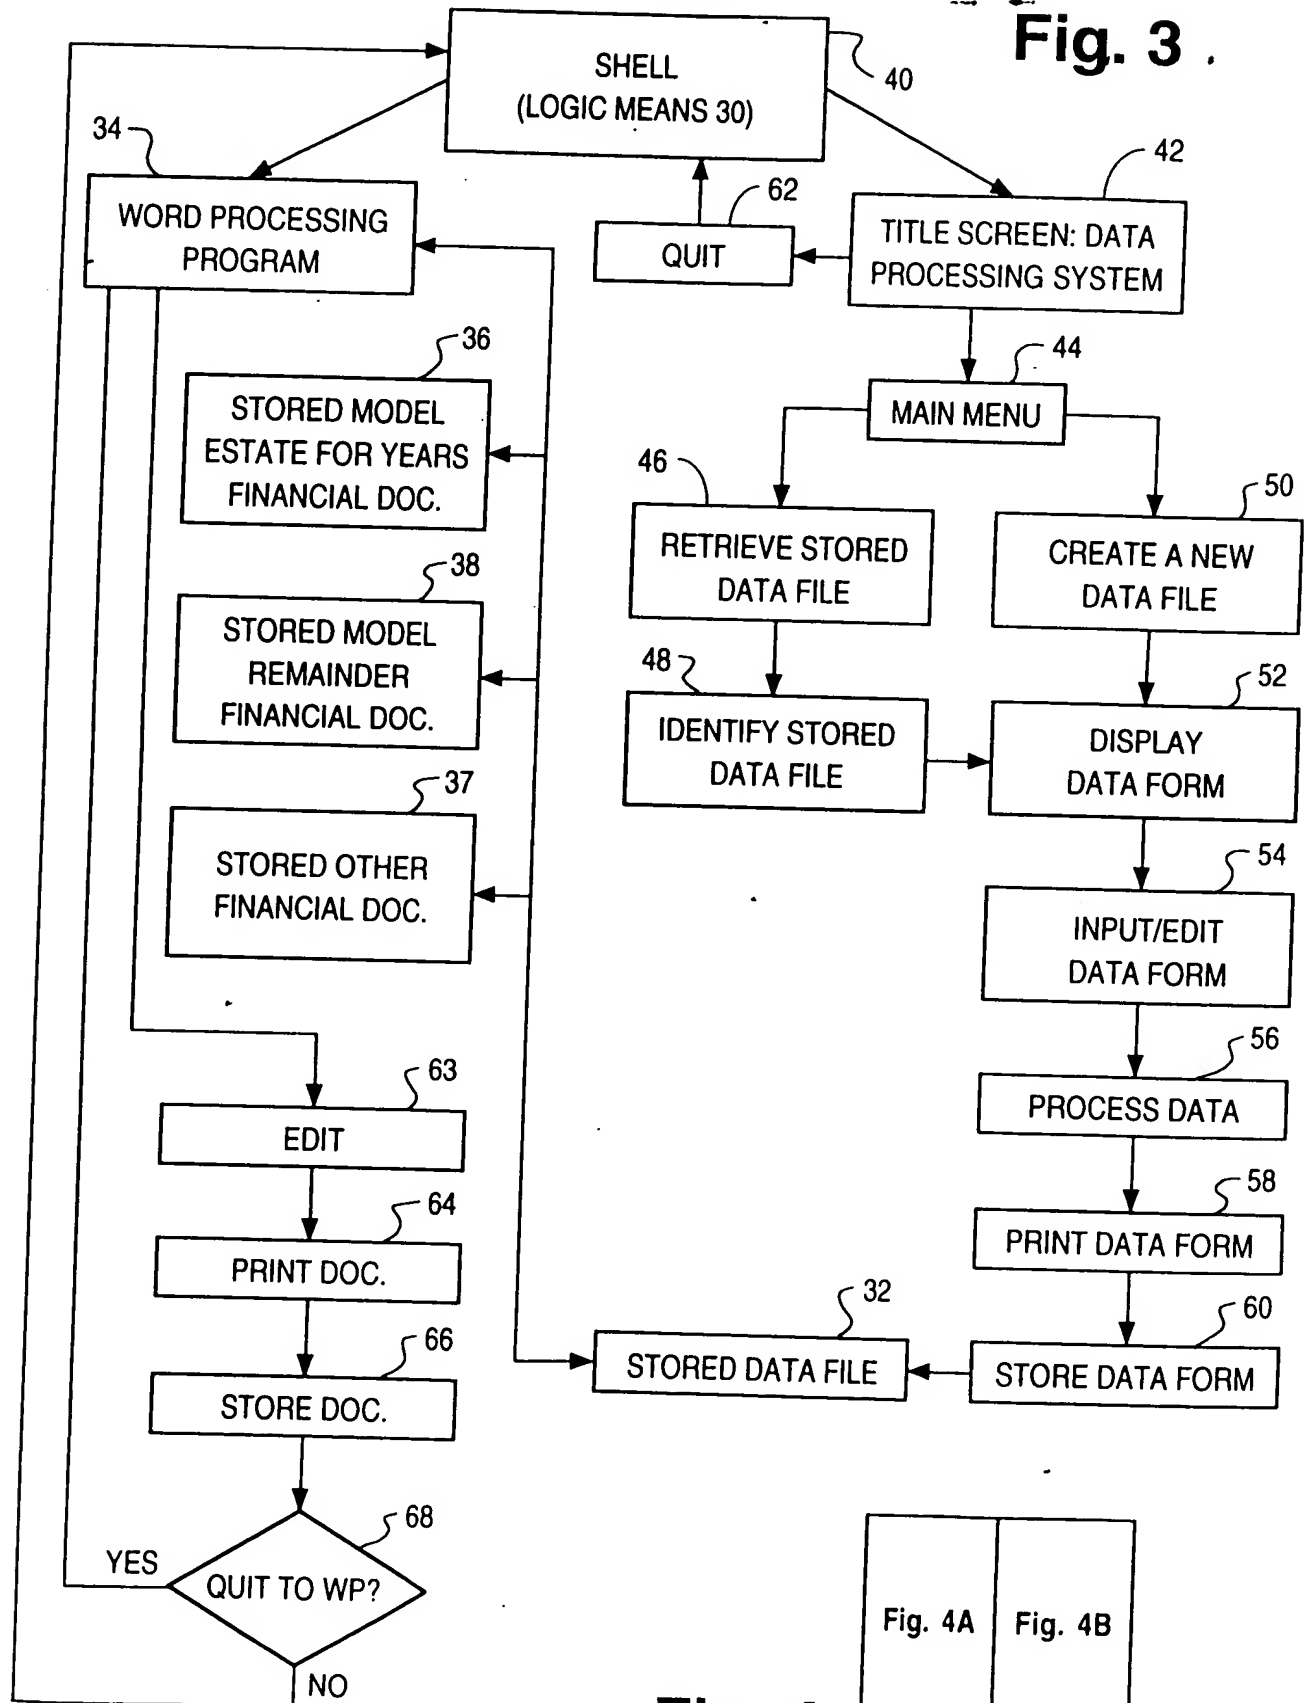 Fig. 3
SHELL
(LOGIC MEANS 30)
40
34
WORD PROCESSING
PROGRAM
62
QUIT
42
TITLE SCREEN: DATA
PROCESSING SYSTEM
44
MAIN MENU
36
STORED MODEL
ESTATE FOR YEARS
FINANCIAL DOC.
46
RETRIEVE STORED
DATA FILE
50
CREATE A NEW
DATA FILE
38
STORED MODEL
REMAINDER
FINANCIAL DOC.
48
IDENTIFY STORED
DATA FILE
52
DISPLAY
DATA FORM
37
STORED OTHER
FINANCIAL DOC.
54
INPUT/EDIT
DATA FORM
56
PROCESS DATA
63
EDIT
58
PRINT DATA FORM
64
PRINT DOC.
32
STORED DATA FILE
60
STORE DATA FORM
66
STORE DOC.
68
QUIT TO WP?
YES
NO
Fig. 4A
Fig. 4B